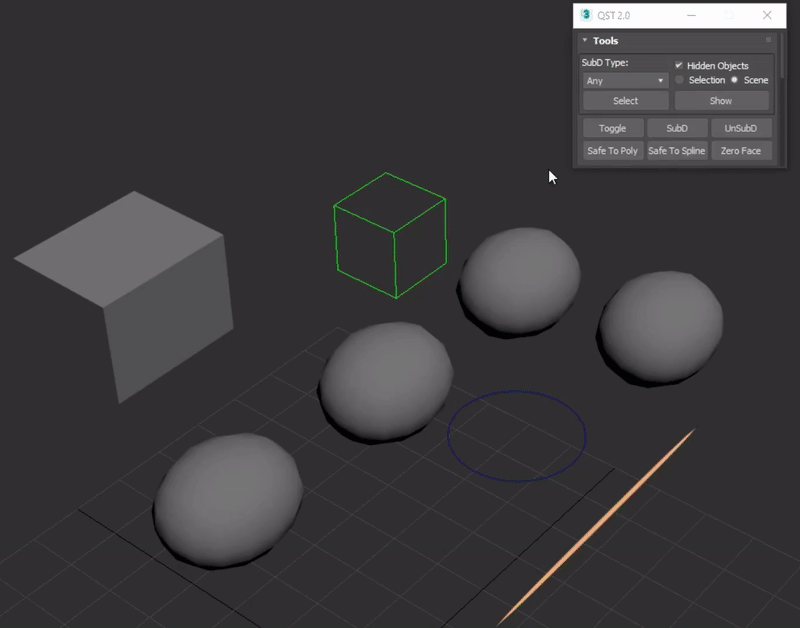 QST 2.0
Tools
SubD Type:
Hidden Objects
Any
Selection
Scene
Select
Show
Toggle
SubD
UnSubD
Safe To Poly
Safe To Spline
Zero Face